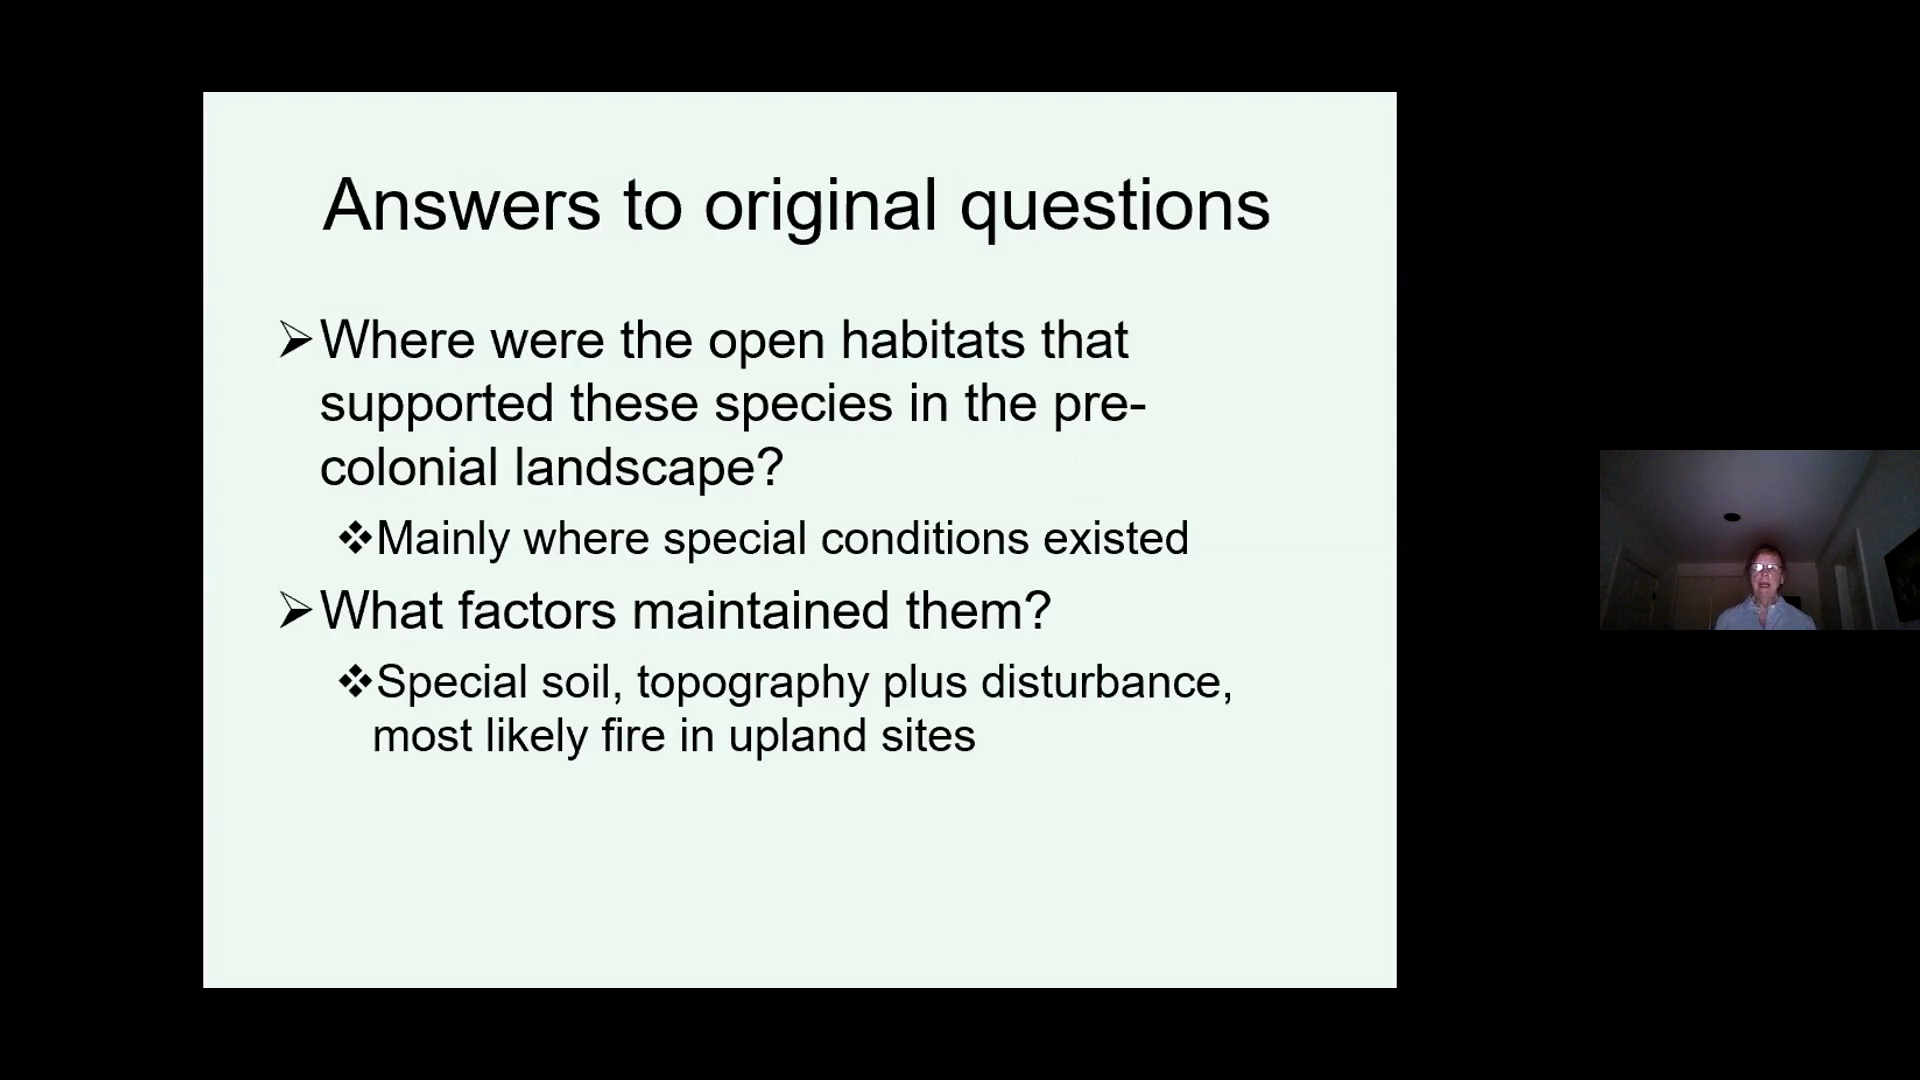 Answers to original questions
➢Where were the open habitats that
supported these species in the pre-
colonial landscape?
❖Mainly where special conditions existed
➢What factors maintained them?
❖Special soil, topography plus disturbance,
most likely fire in upland sites